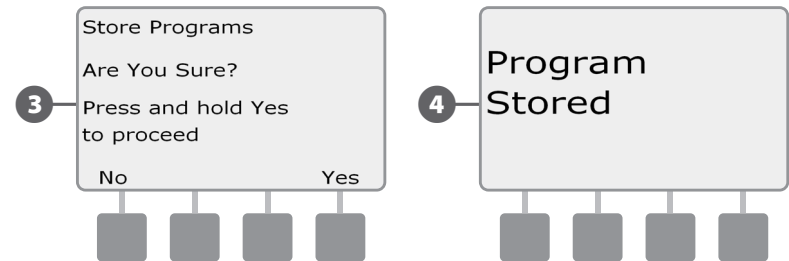 3
Store Programs
Are You Sure?
Press and hold Yes
to proceed
No Yes
4
Program
Stored